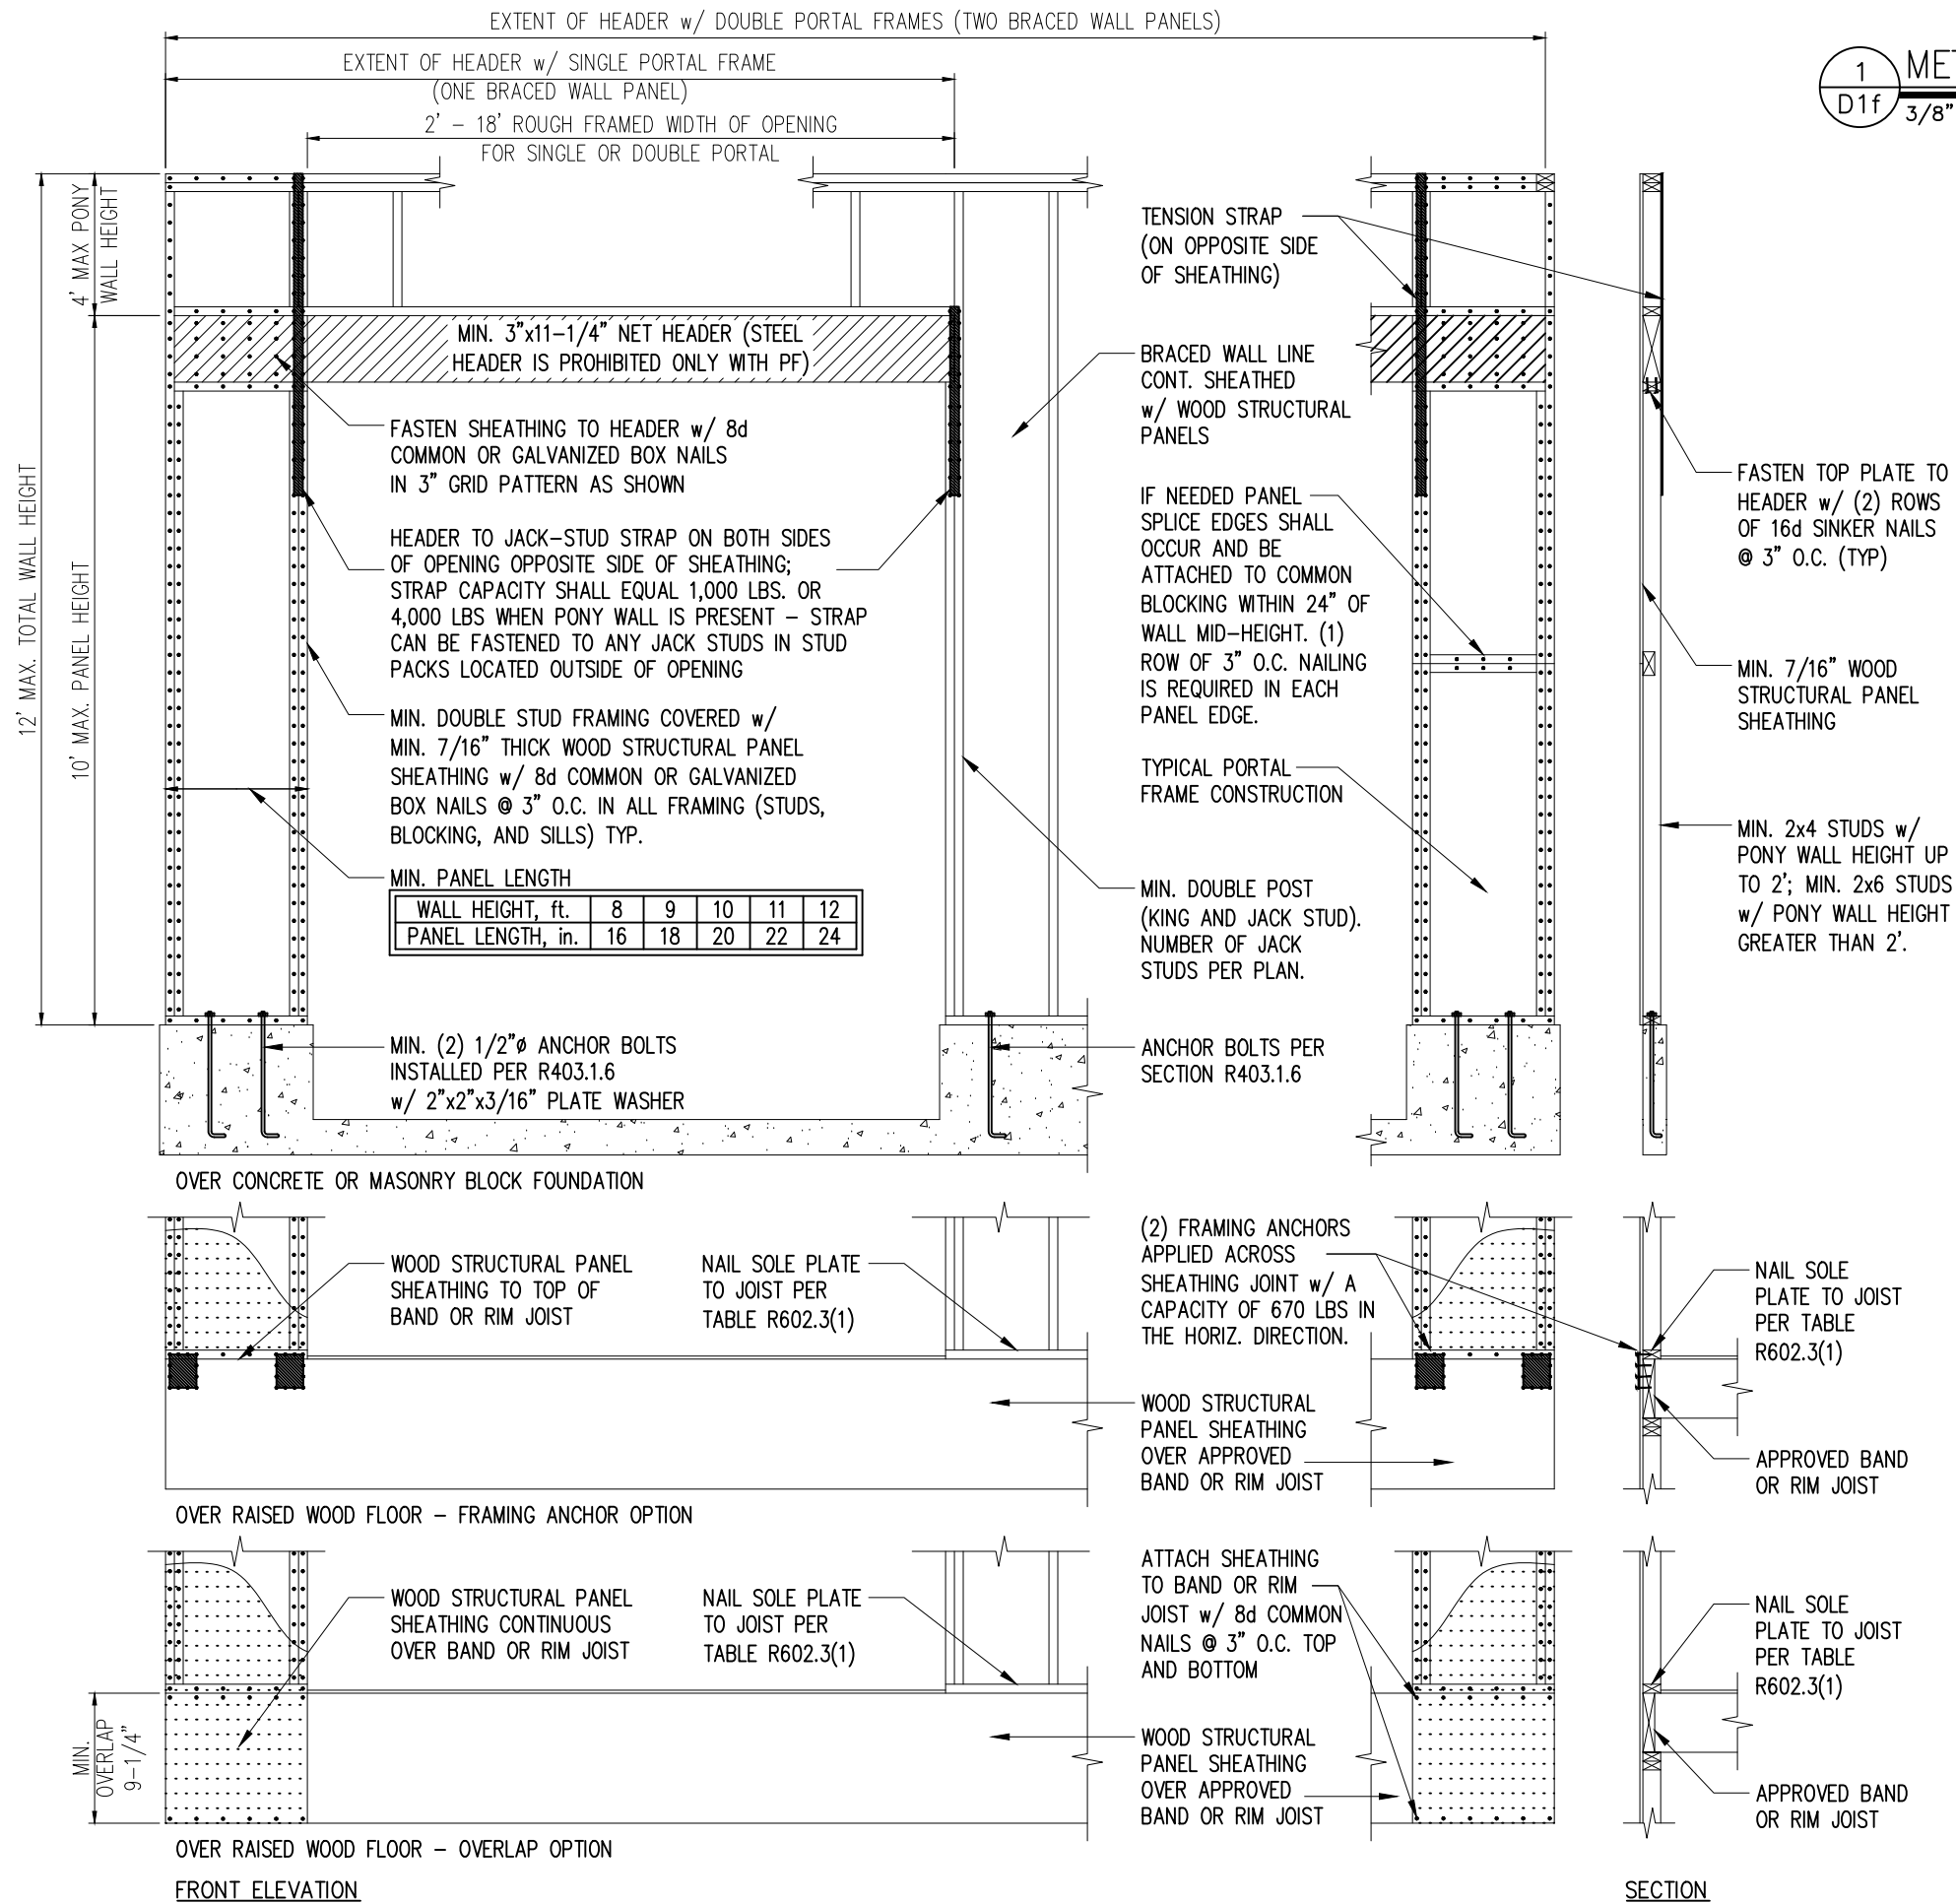 EXTENT OF HEADER w/ DOUBLE PORTAL FRAMES (TWO BRACED WALL PANELS)
EXTENT OF HEADER w/ SINGLE PORTAL FRAME
(ONE BRACED WALL PANEL)
2' - 18' ROUGH FRAMED WIDTH OF OPENING
FOR SINGLE OR DOUBLE PORTAL
1
D1f
3/8"
12' MAX. TOTAL WALL HEIGHT
10' MAX. PANEL HEIGHT
4' MAX PONY
WALL HEIGHT
MIN. 3"x11-1/4" NET HEADER (STEEL
HEADER IS PROHIBITED ONLY WITH PF)
FASTEN SHEATHING TO HEADER w/ 8d
COMMON OR GALVANIZED BOX NAILS
IN 3" GRID PATTERN AS SHOWN
HEADER TO JACK-STUD STRAP ON BOTH SIDES
OF OPENING OPPOSITE SIDE OF SHEATHING;
STRAP CAPACITY SHALL EQUAL 1,000 LBS. OR
4,000 LBS WHEN PONY WALL IS PRESENT - STRAP
CAN BE FASTENED TO ANY JACK STUDS IN STUD
PACKS LOCATED OUTSIDE OF OPENING
MIN. DOUBLE STUD FRAMING COVERED w/
MIN. 7/16" THICK WOOD STRUCTURAL PANEL
SHEATHING w/ 8d COMMON OR GALVANIZED
BOX NAILS @ 3" O.C. IN ALL FRAMING (STUDS,
BLOCKING, AND SILLS) TYP.
MIN. PANEL LENGTH
WALL HEIGHT, ft. 8 9 10 11 12
PANEL LENGTH, in. 16 18 20 22 24
MIN. (2) 1/2"ø ANCHOR BOLTS
INSTALLED PER R403.1.6
w/ 2"x2"x3/16" PLATE WASHER
TENSION STRAP
(ON OPPOSITE SIDE
OF SHEATHING)
BRACED WALL LINE
CONT. SHEATHED
w/ WOOD STRUCTURAL
PANELS
IF NEEDED PANEL
SPLICE EDGES SHALL
OCCUR AND BE
ATTACHED TO COMMON
BLOCKING WITHIN 24" OF
WALL MID-HEIGHT. (1)
ROW OF 3" O.C. NAILING
IS REQUIRED IN EACH
PANEL EDGE.
TYPICAL PORTAL
FRAME CONSTRUCTION
MIN. DOUBLE POST
(KING AND JACK STUD).
NUMBER OF JACK
STUDS PER PLAN.
ANCHOR BOLTS PER
SECTION R403.1.6
FASTEN TOP PLATE TO
HEADER w/ (2) ROWS
OF 16d SINKER NAILS
@ 3" O.C. (TYP)
MIN. 7/16" WOOD
STRUCTURAL PANEL
SHEATHING
MIN. 2x4 STUDS w/
PONY WALL HEIGHT UP
TO 2'; MIN. 2x6 STUDS
w/ PONY WALL HEIGHT
GREATER THAN 2'.
OVER CONCRETE OR MASONRY BLOCK FOUNDATION
WOOD STRUCTURAL PANEL
SHEATHING TO TOP OF
BAND OR RIM JOIST
NAIL SOLE PLATE
TO JOIST PER
TABLE R602.3(1)
(2) FRAMING ANCHORS
APPLIED ACROSS
SHEATHING JOINT w/ A
CAPACITY OF 670 LBS IN
THE HORIZ. DIRECTION.
WOOD STRUCTURAL
PANEL SHEATHING
OVER APPROVED
BAND OR RIM JOIST
NAIL SOLE
PLATE TO JOIST
PER TABLE
R602.3(1)
APPROVED BAND
OR RIM JOIST
OVER RAISED WOOD FLOOR - FRAMING ANCHOR OPTION
WOOD STRUCTURAL PANEL
SHEATHING CONTINUOUS
OVER BAND OR RIM JOIST
NAIL SOLE PLATE
TO JOIST PER
TABLE R602.3(1)
ATTACH SHEATHING
TO BAND OR RIM
JOIST w/ 8d COMMON
NAILS @ 3" O.C. TOP
AND BOTTOM
WOOD STRUCTURAL
PANEL SHEATHING
OVER APPROVED
BAND OR RIM JOIST
NAIL SOLE
PLATE TO JOIST
PER TABLE
R602.3(1)
APPROVED BAND
OR RIM JOIST
MIN.
OVERLAP
9-1/4"
OVER RAISED WOOD FLOOR - OVERLAP OPTION
FRONT ELEVATION
SECTION